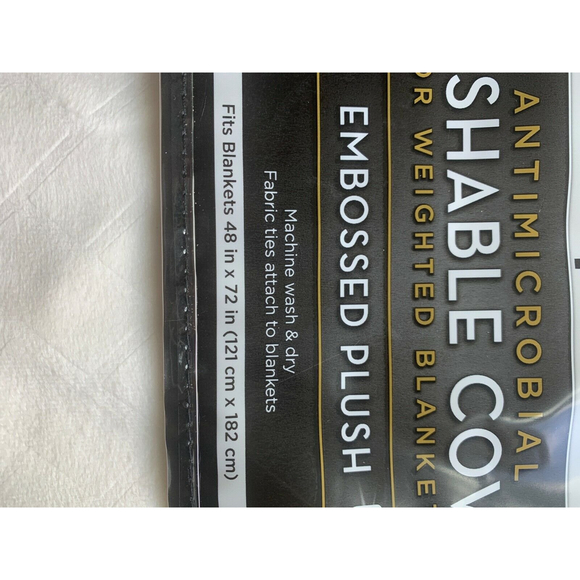 ANTIMICROBIAL
SHABLE COV
OR WEIGHTED BLANKE
EMBOSSED PLUSH
Machine wash & dry
Fabric ties attach to blankets
Fits Blankets 48 in x 72 in (121 cm x 182 cm)